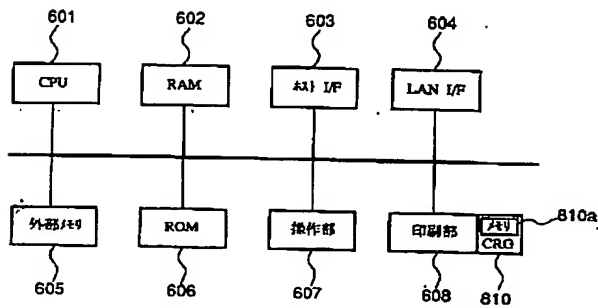 601
602
603
604
CPU
RAM
ホスト I/F
LAN I/F
外部メモリ
ROM
操作部
印刷部
メモリ
CRG
810a
605
606
607
608
810